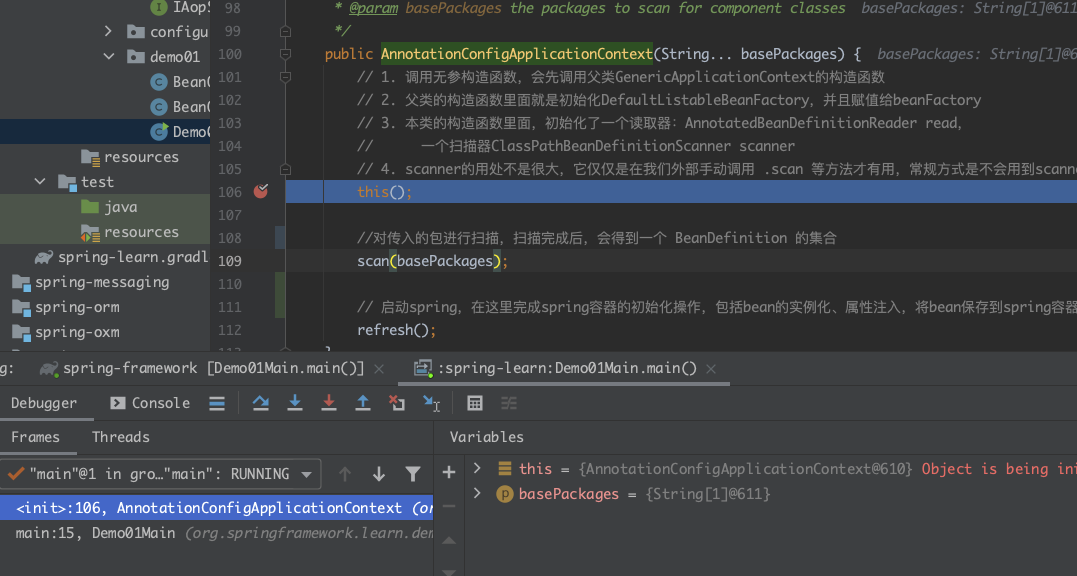 IAopS
configu
demo01
Bean
Bean
Demo
resources
test
java
resources
spring-learn.gradl
spring-messaging
spring-orm
spring-oxm
98 * @param basePackages the packages to scan for component classes basePackages: String[1]@611
99 */
100 public AnnotationConfigApplicationContext(String... basePackages) { basePackages: String[1]@6
101 // 1. 调用无参构造函数，会先调用父类GenericApplicationContext的构造函数
102 // 2. 父类的构造函数里面就是初始化DefaultListableBeanFactory，并且赋值给beanFactory
103 // 3. 本类的构造函数里面，初始化了一个读取器：AnnotatedBeanDefinitionReader read，
104 // 一个扫描器ClassPathBeanDefinitionScanner scanner
105 // 4. scanner的用处不是很大，它仅仅是在我们外部手动调用 .scan 等方法才有用，常规方式是不会用到scanne
106 this();
107
108 //对传入的包进行扫描，扫描完成后，会得到一个 BeanDefinition 的集合
109 scan(basePackages);
110
111 // 启动spring，在这里完成spring容器的初始化操作，包括bean的实例化、属性注入，将bean保存到spring容器
112 refresh();
g: spring-framework [Demo01Main.main()] × :spring-learn:Demo01Main.main() ×
Debugger Console
Frames Threads Variables
"main"@1 in gro…"main": RUNNING
<init>:106, AnnotationConfigApplicationContext (or
main:15, Demo01Main (org.springframework.learn.dem
this = {AnnotationConfigApplicationContext@610} Object is being ini
p basePackages = {String[1]@611}